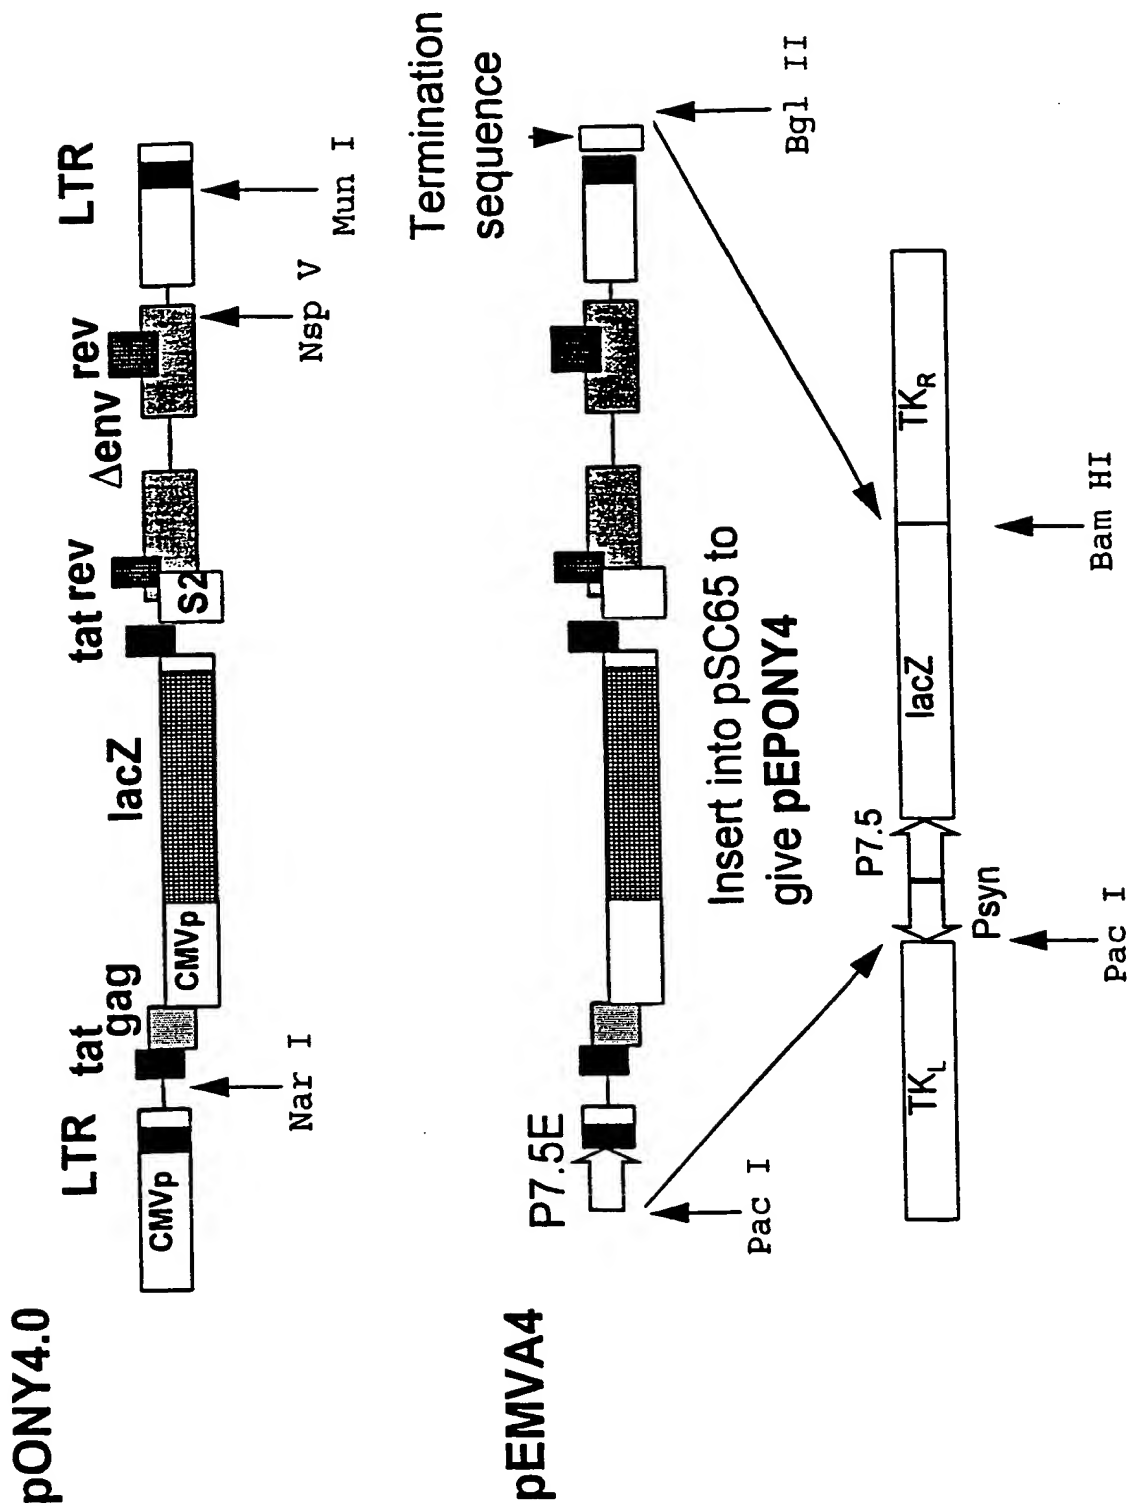 pONY4.0
LTR
tat
gag
lacZ
tat
rev
Δenv
rev
LTR
CMVp
CMVp
S2
Nar I
Nsp V
Mun I
pEMVA4
P7.5E
Termination
sequence
Pac I
Bgl II
Insert into pSC65 to
give pEPONY4
TKL
Psyn
P7.5
lacZ
TKR
Pac I
Bam HI